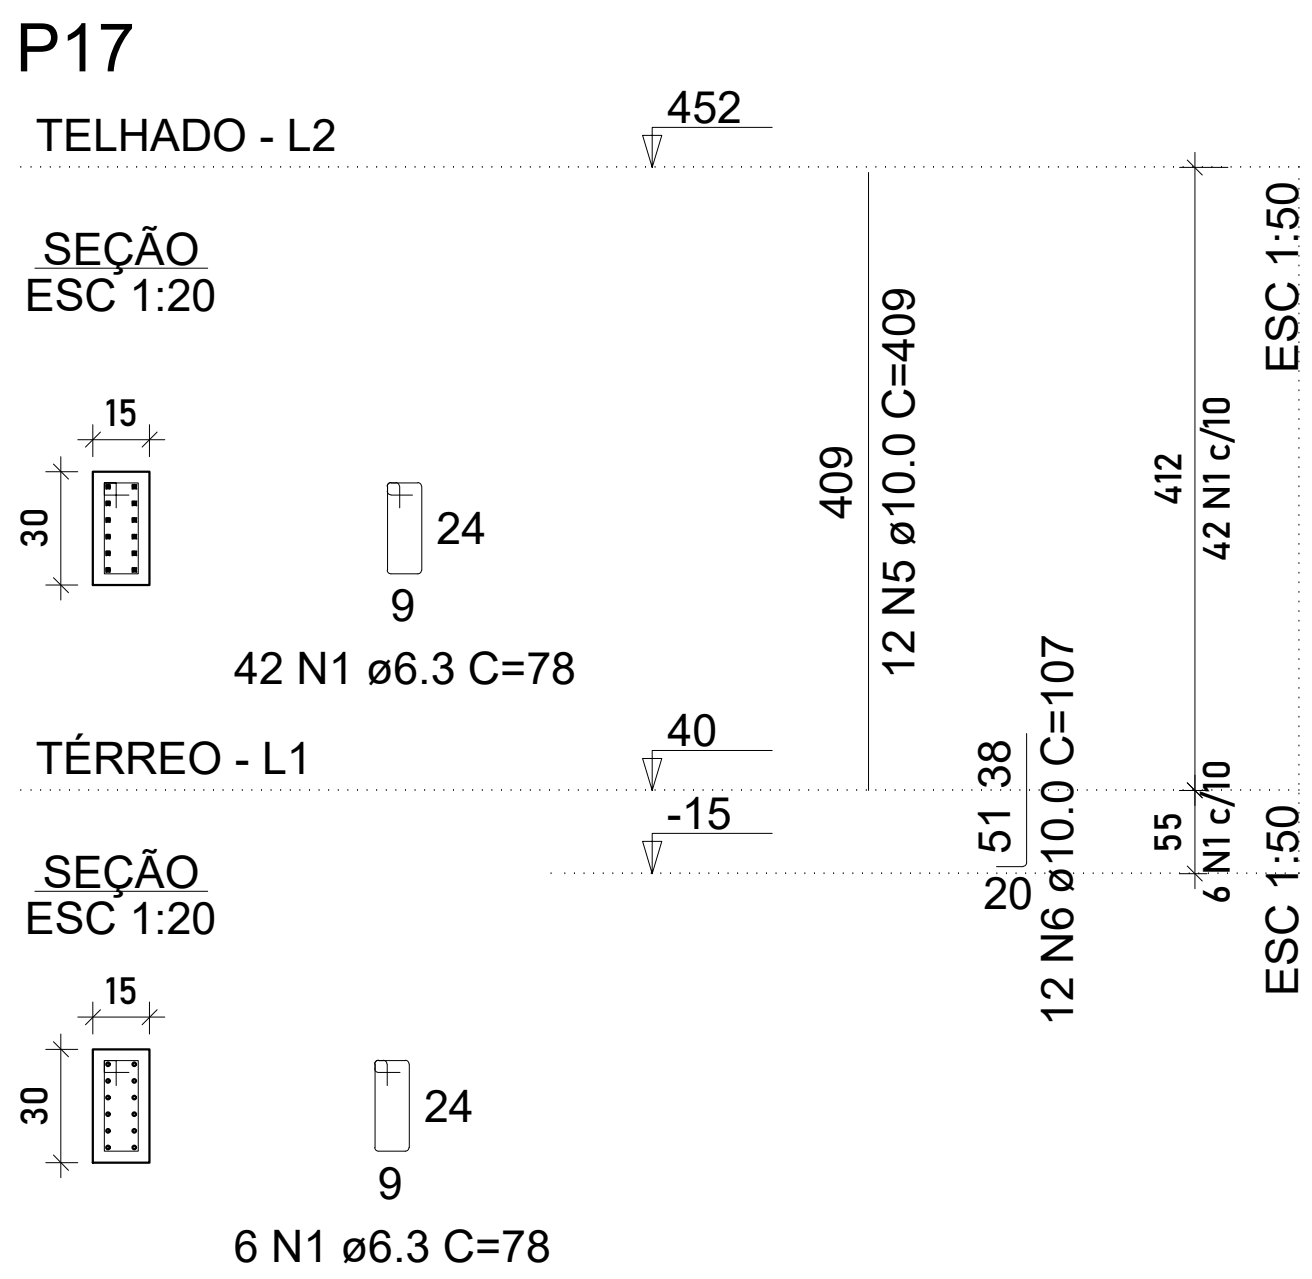 P17
TELHADO - L2
452
SEÇÃO
ESC 1:20
ESC 1:50
15
30
24
9
42 N1 ø6.3 C=78
409
12 N5 ø10.0 C=409
412
42 N1 c/10
TÉRREO - L1
40
-15
SEÇÃO
ESC 1:20
51 38
20
12 N6 ø10.0 C=107
55
6 N1 c/10
ESC 1:50
15
30
24
9
6 N1 ø6.3 C=78